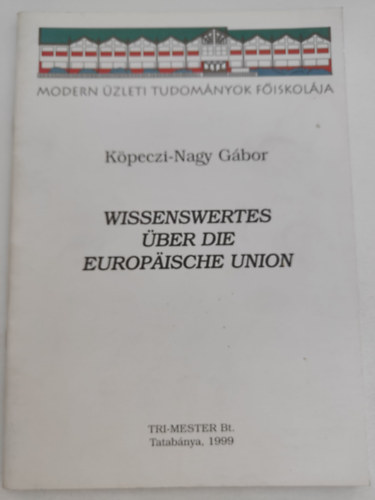 MODERN ÜZLETI TUDOMÁNYOK FŐISKOLÁJA
Köpeczi-Nagy Gábor
WISSENSWERTES
ÜBER DIE
EUROPÄISCHE UNION
TRI-MESTER Bt.
Tatabánya, 1999